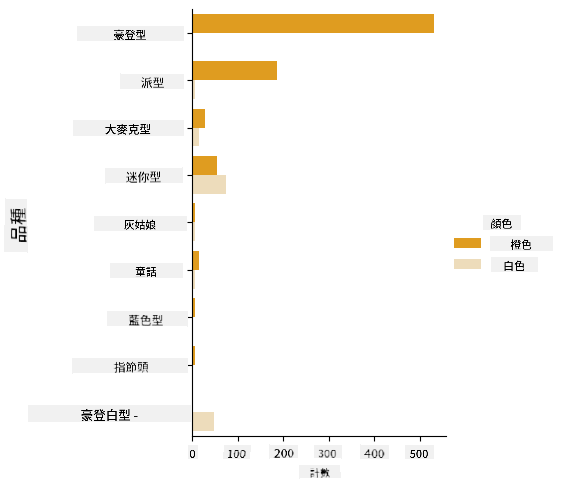 豪登型
派型
大麥克型
迷你型
灰姑娘
童話
藍色型
指節頭
豪登白型 -
品種
0 100 200 300 400 500
計數
顏色
橙色
白色